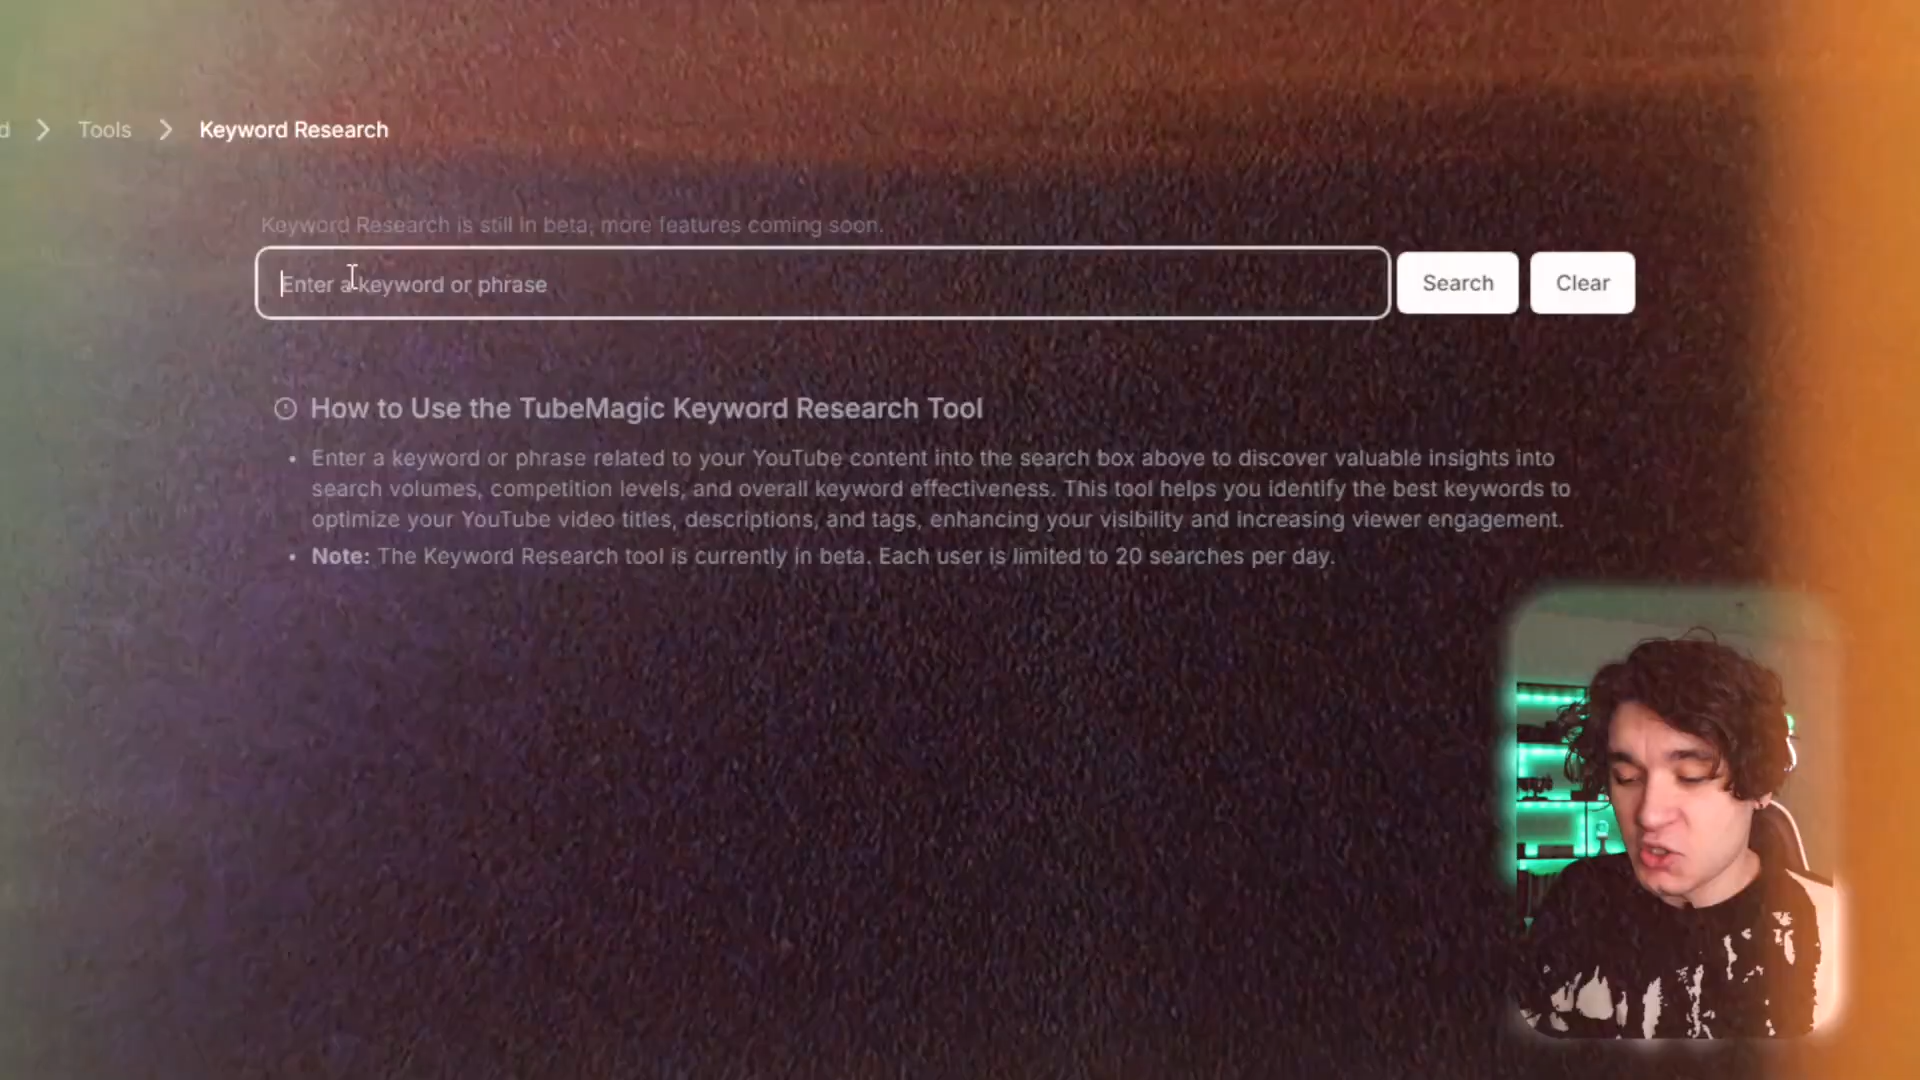 d > Tools > Keyword Research
Keyword Research is still in beta, more features coming soon.
Enter a keyword or phrase
Search
Clear
How to Use the TubeMagic Keyword Research Tool
• Enter a keyword or phrase related to your YouTube content into the search box above to discover valuable insights into
search volumes, competition levels, and overall keyword effectiveness. This tool helps you identify the best keywords to
optimize your YouTube video titles, descriptions, and tags, enhancing your visibility and increasing viewer engagement.
• Note: The Keyword Research tool is currently in beta. Each user is limited to 20 searches per day.